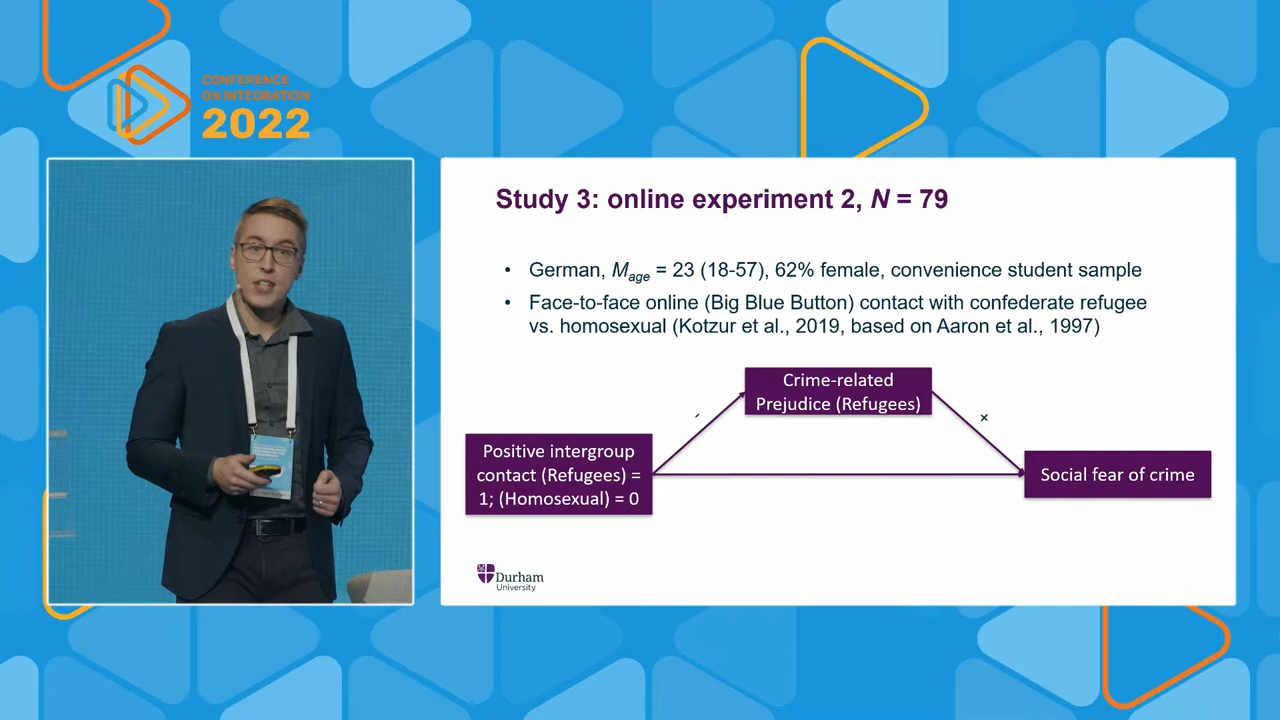 CONFERENCE
ON INTEGRATION
2022
Study 3: online experiment 2, N = 79
• German, Mage = 23 (18-57), 62% female, convenience student sample
• Face-to-face online (Big Blue Button) contact with confederate refugee
vs. homosexual (Kotzur et al., 2019, based on Aaron et al., 1997)
Crime-related
Prejudice (Refugees)
-
+
Positive intergroup
contact (Refugees) =
1; (Homosexual) = 0
Social fear of crime
Durham
University